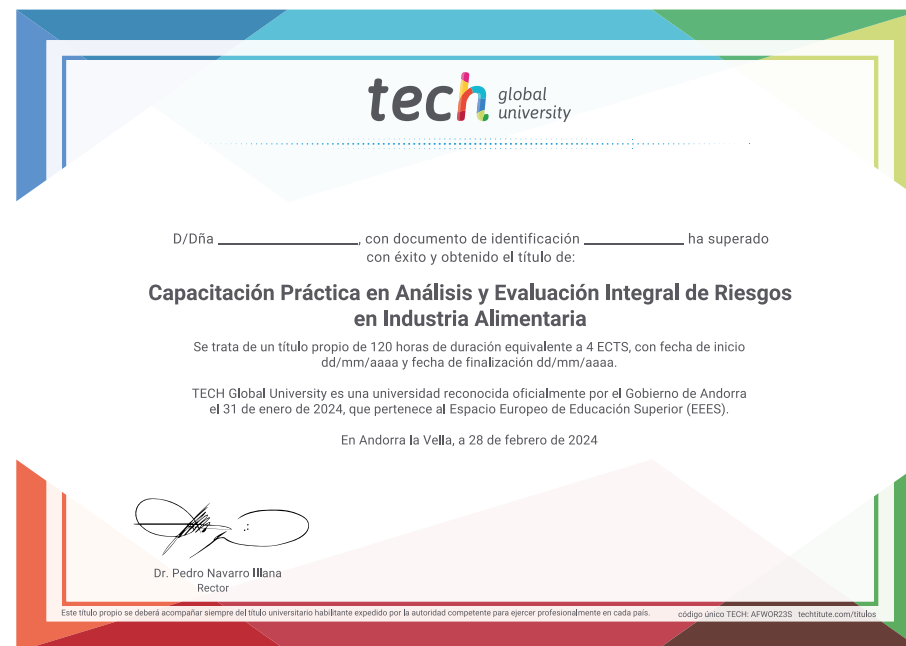 tech global university
D/Dña ____________________, con documento de identificación ______________ ha superado
con éxito y obtenido el título de:
Capacitación Práctica en Análisis y Evaluación Integral de Riesgos
en Industria Alimentaria
Se trata de un título propio de 120 horas de duración equivalente a 4 ECTS, con fecha de inicio
dd/mm/aaaa y fecha de finalización dd/mm/aaaa.
TECH Global University es una universidad reconocida oficialmente por el Gobierno de Andorra
el 31 de enero de 2024, que pertenece al Espacio Europeo de Educación Superior (EEES).
En Andorra la Vella, a 28 de febrero de 2024
Dr. Pedro Navarro Illana
Rector
Este título propio se deberá acompañar siempre del título universitario habilitante expedido por la autoridad competente para ejercer profesionalmente en cada país.
código único TECH: AFWOR23S techtitute.com/titulos